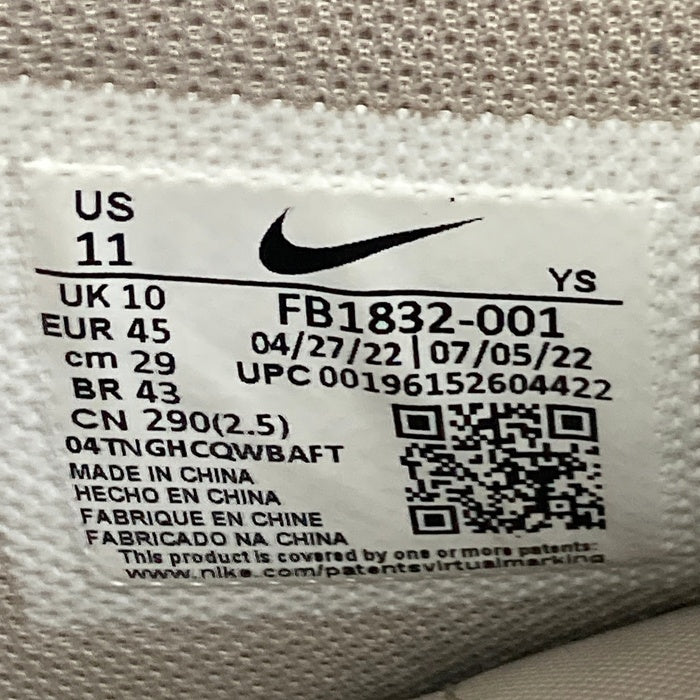 US
11
YS
UK 10
EUR 45
cm 29
BR 43
CN 290(2.5)
FB1832-001
04/27/22 | 07/05/22
UPC 00196152604422
04TNGHCQWBAFT
MADE IN CHINA
HECHO EN CHINA
FABRIQUE EN CHINE
FABRICADO NA CHINA
This product is covered by one or more patents:
www.nike.com/patentsvirtualmarking